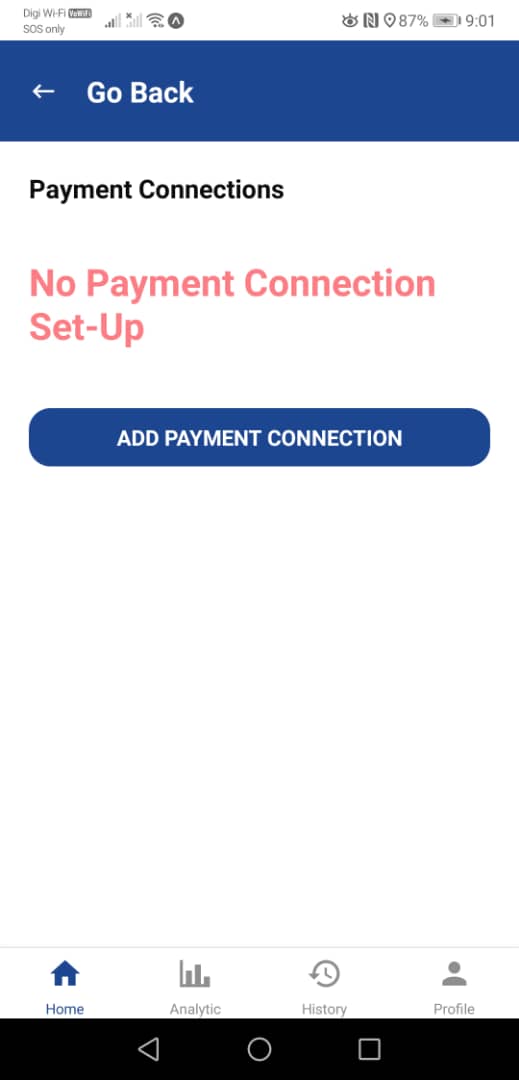 Digi Wi-Fi VoWiFi
SOS only
87% 9:01
Go Back
Payment Connections
No Payment Connection
Set-Up
ADD PAYMENT CONNECTION
Home Analytic History Profile